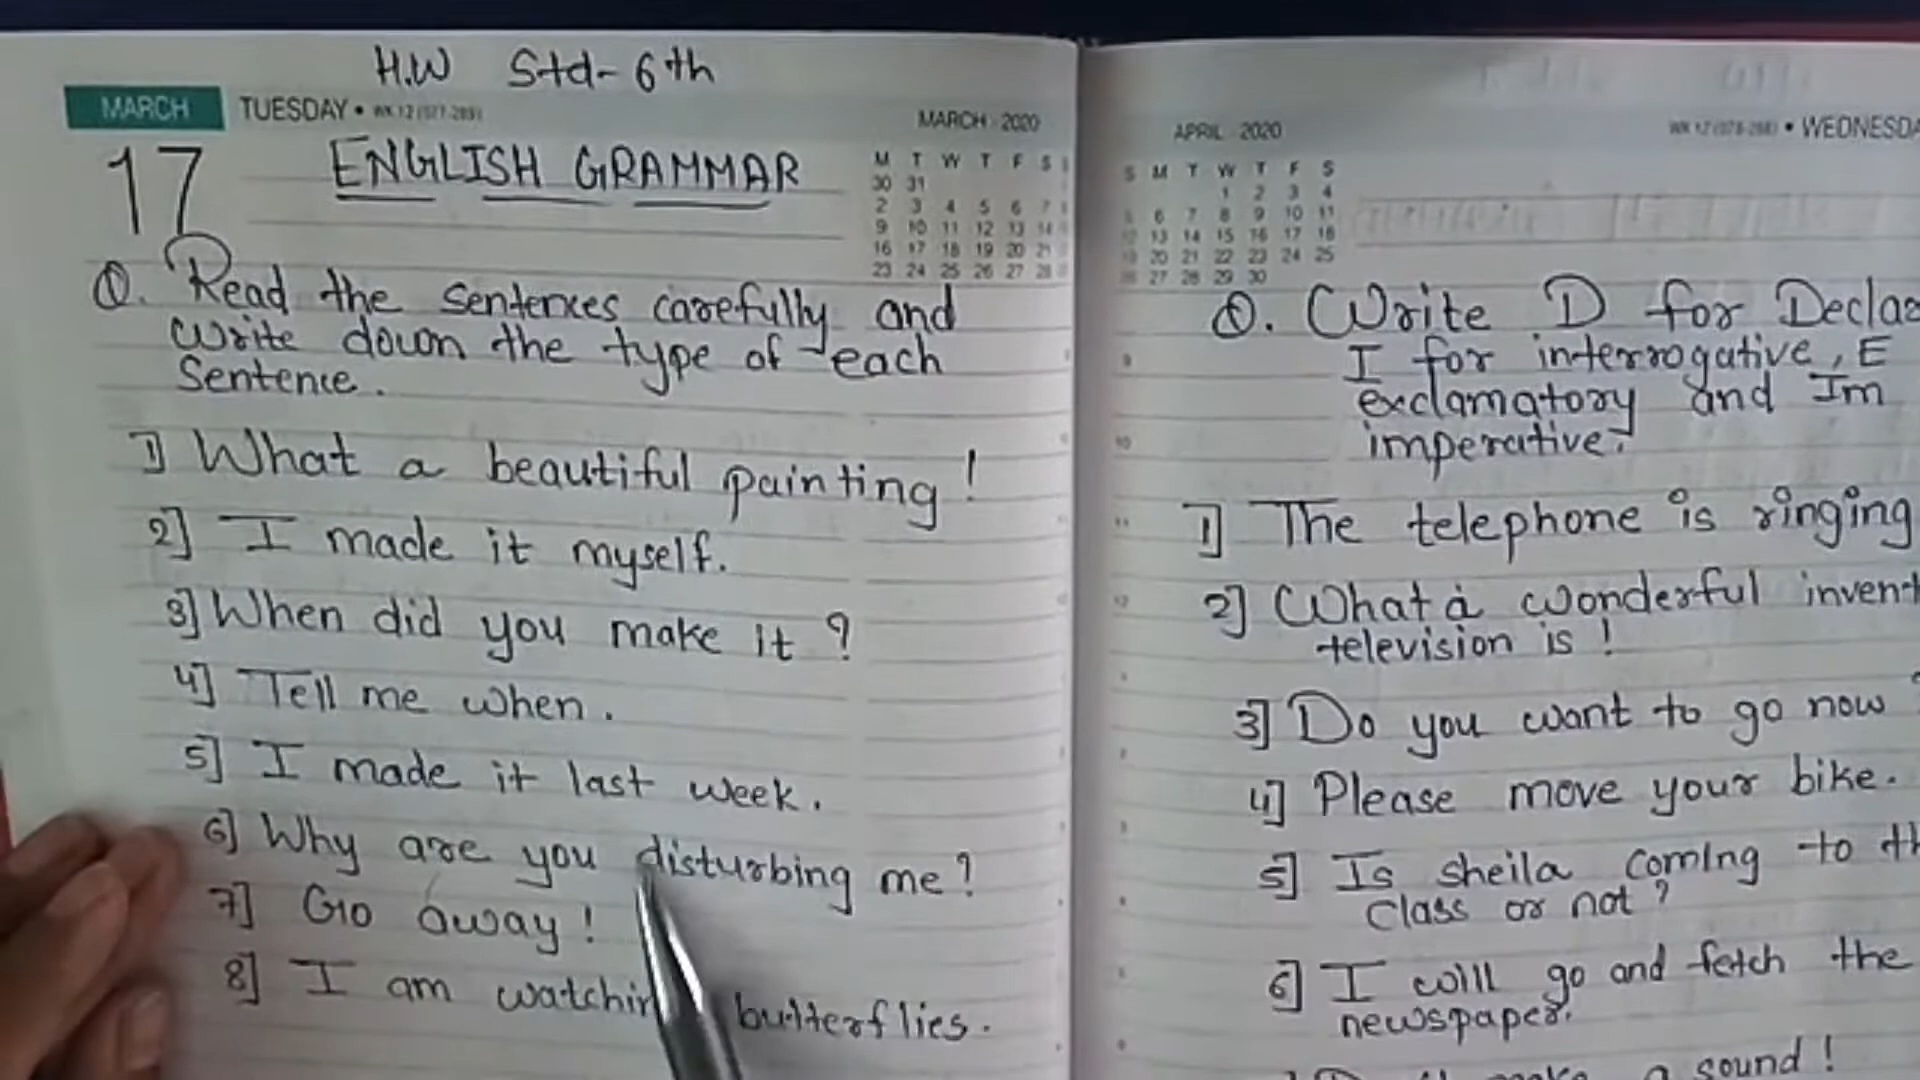 H.W Std- 6th
MARCH TUESDAY •
MARCH 2020
17
ENGLISH GRAMMAR
M T W T F S
30 31
2 3 4 5 6 7
9 10 11 12 13 14
16 17 18 19 20 21
23 24 25 26 27 28
Q. Read the sentences carefully and
write down the type of each
Sentence.
1] What a beautiful painting!
2] I made it myself.
3] When did you make it?
4] Tell me when.
5] I made it last week.
6] Why are you disturbing me?
7] Go away!
8] I am watchin butterflies.
APRIL 2020
• WEDNESDA
S M T W T F S
1 2 3 4
6 7 8 9 10 11
13 14 15 16 17 18
20 21 22 23 24 25
27 28 29 30
Q. Write D for Declar
I for interrogative, E
exclamatory and Im
imperative.
1] The telephone is ringing
2] What a wonderful invent
television is!
3] Do you want to go now?
4] Please move your bike.
5] Is sheila coming to th
class or not?
6] I will go and fetch the
newspaper.
a sound!